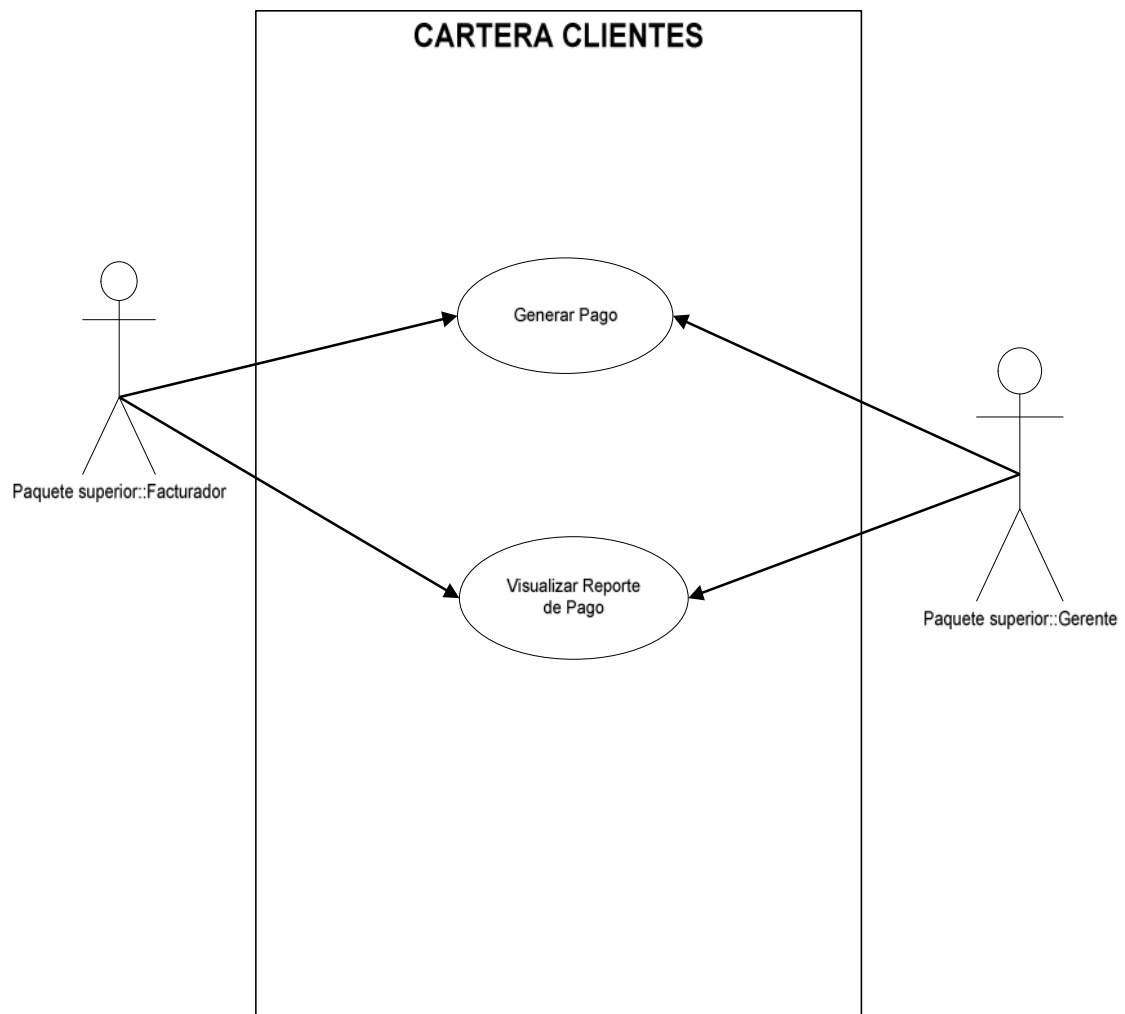 CARTERA CLIENTES
Generar Pago
Paquete superior::Facturador
Visualizar Reporte
de Pago
Paquete superior::Gerente